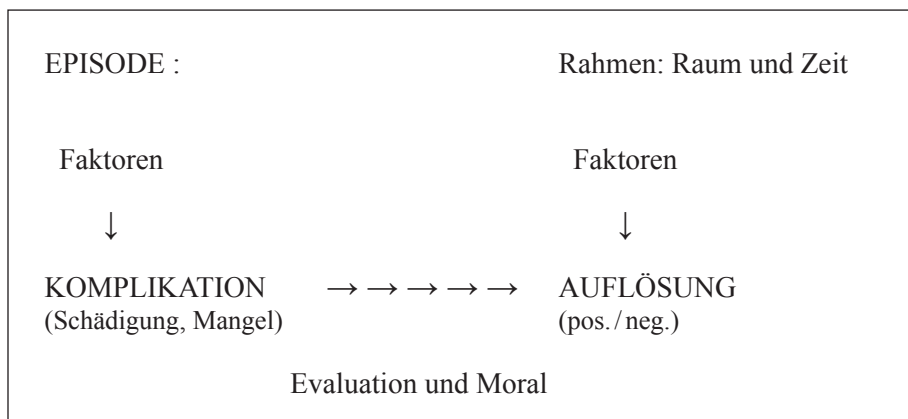 EPISODE : Rahmen: Raum und Zeit
Faktoren Faktoren
↓ ↓
KOMPLIKATION → → → → → AUFLÖSUNG
(Schädigung, Mangel) (pos. / neg.)
Evaluation und Moral